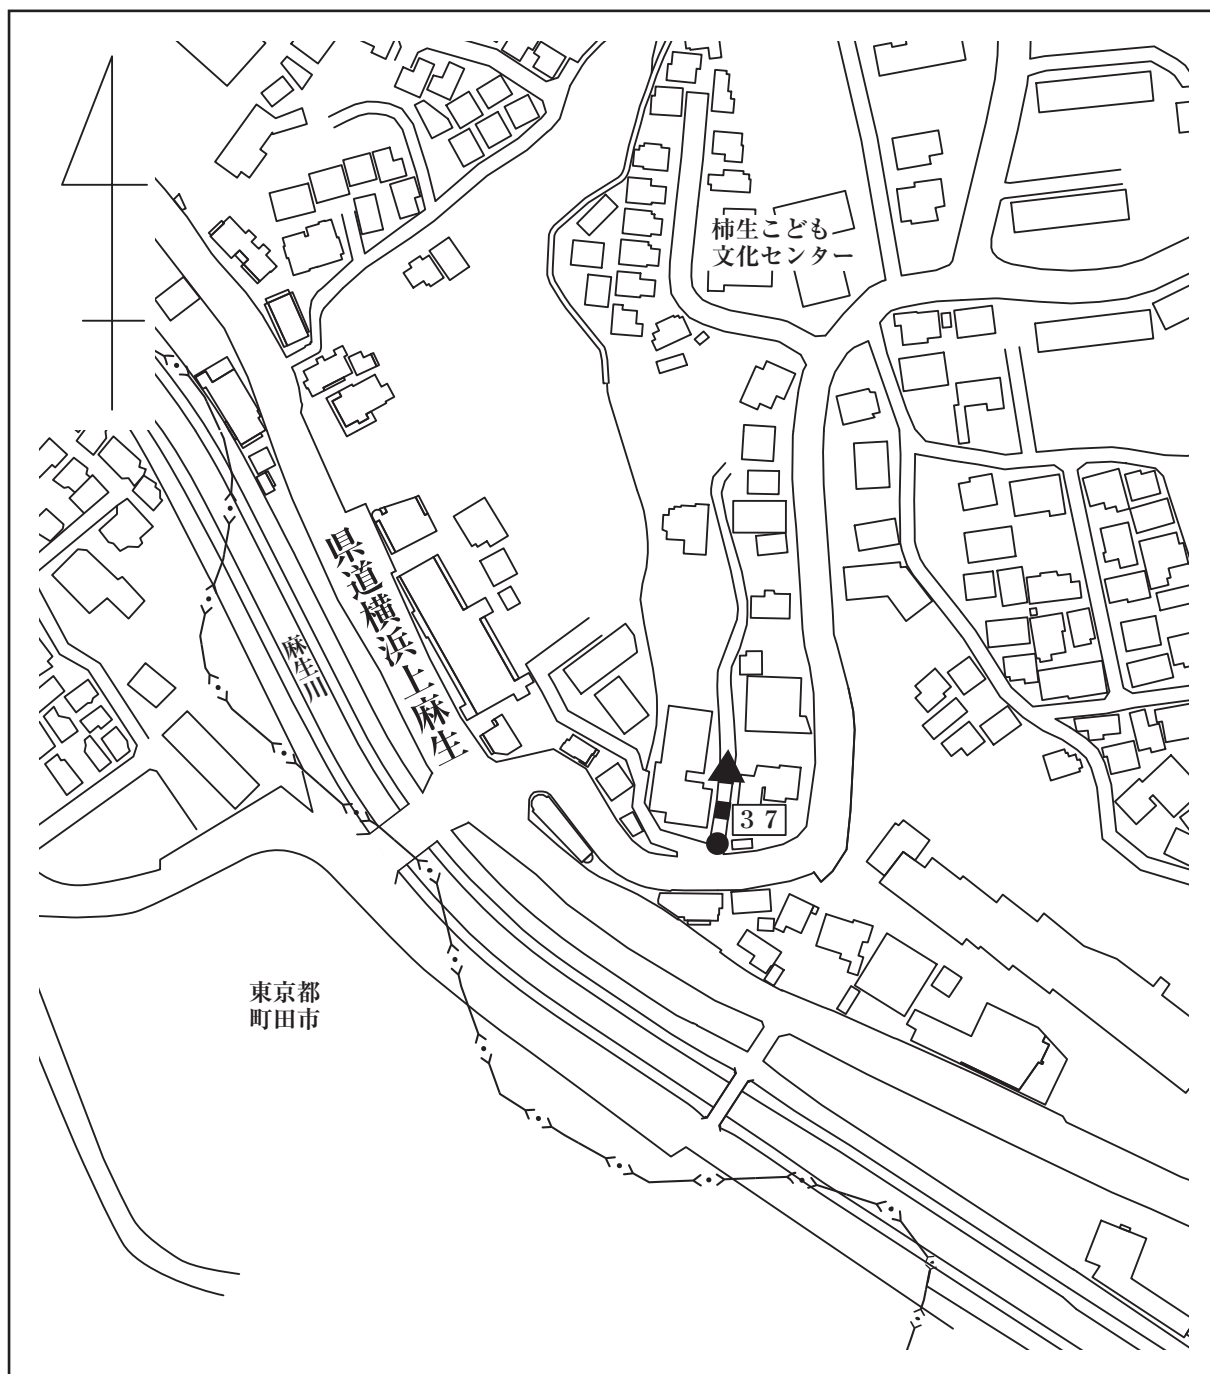 柿生こども
文化センター
県道横浜上麻生
麻生川
３７
東京都
町田市